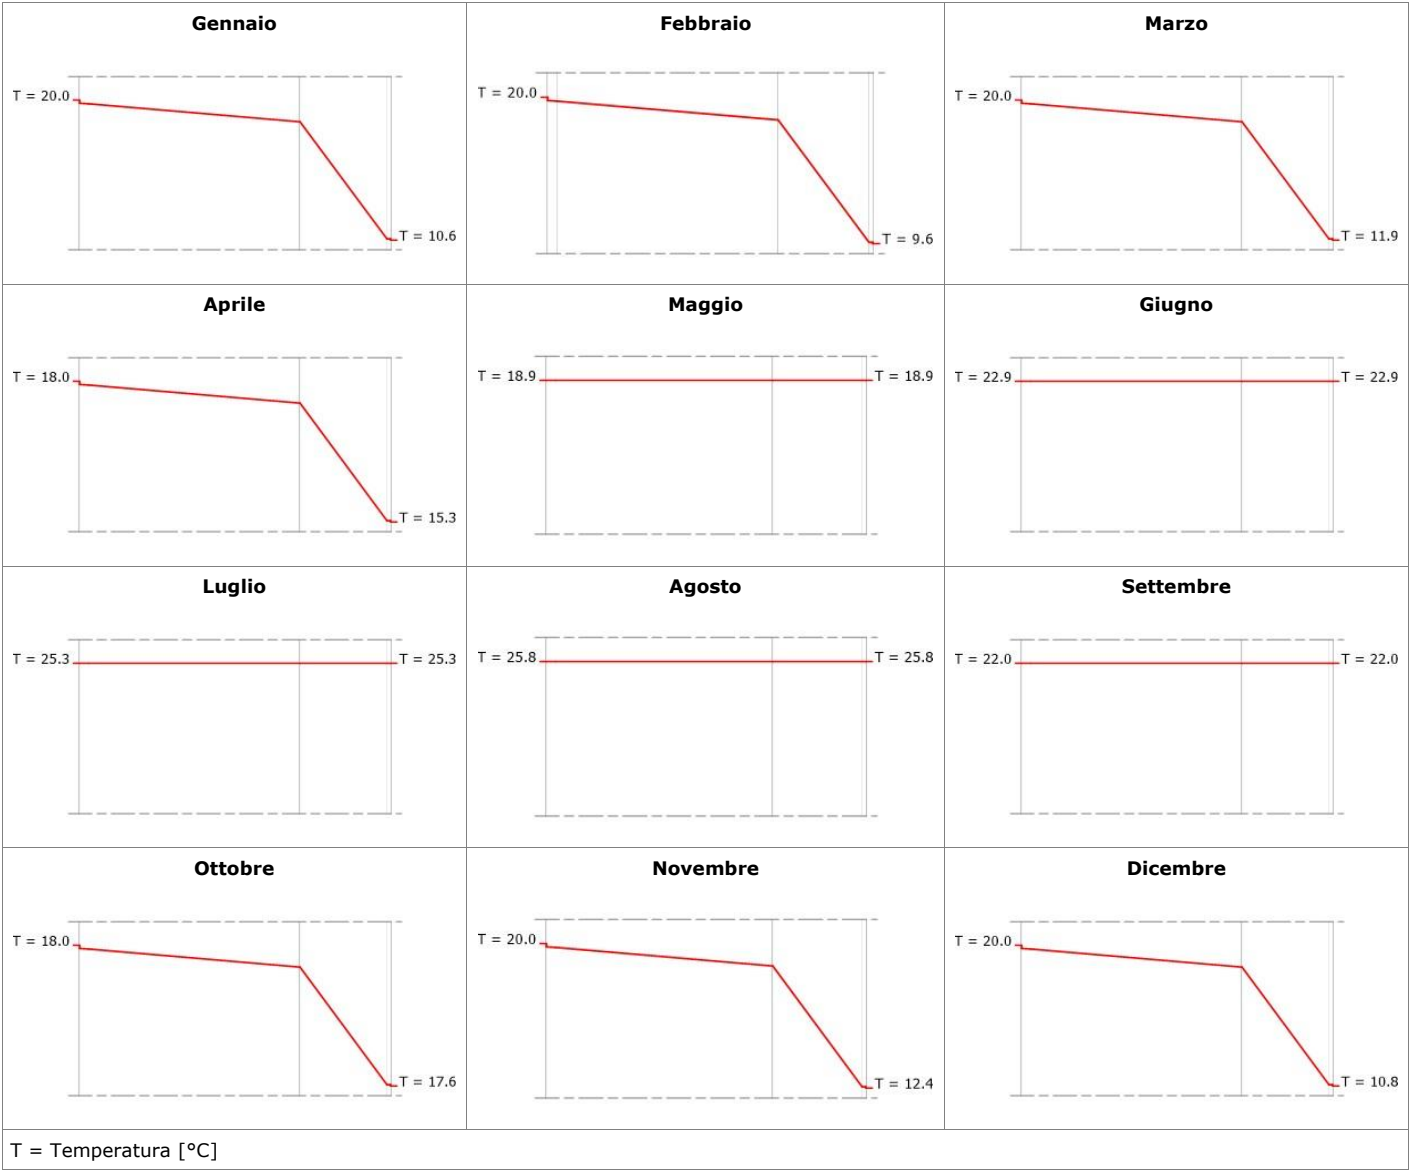 Gennaio
T = 20.0
T = 10.6
Febbraio
T = 20.0
T = 9.6
Marzo
T = 20.0
T = 11.9
Aprile
T = 18.0
T = 15.3
Maggio
T = 18.9
T = 18.9
Giugno
T = 22.9
T = 22.9
Luglio
T = 25.3
T = 25.3
Agosto
T = 25.8
T = 25.8
Settembre
T = 22.0
T = 22.0
Ottobre
T = 18.0
T = 17.6
Novembre
T = 20.0
T = 12.4
Dicembre
T = 20.0
T = 10.8
T = Temperatura [°C]